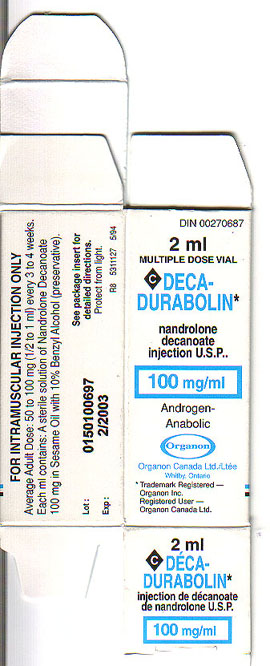 FOR INTRAMUSCULAR INJECTION ONLY
Average Adult Dose: 50 to 100 mg (1/2 to 1 ml) every 3 to 4 weeks.
Each ml contains: A sterile solution of Nandrolone Decanoate
100 mg in Sesame Oil with 10% Benzyl Alcohol (preservative).
See package insert for
detailed directions.
Protect from light.
R8 531127 5/94
Lot : 0150100697
Exp : 2/2003
DIN 00270687
2 ml
MULTIPLE DOSE VIAL
C DECA-
DURABOLIN*
nandrolone
decanoate
injection U.S.P..
100 mg/ml
Androgen-
Anabolic
Organon
Organon Canada Ltd./Ltée
Whitby, Ontario
* Trademark Registered —
Organon Inc.
Registered User —
Organon Canada Ltd.
2 ml
C DÉCA-
DURABOLIN*
injection de décanoate
de nandrolone U.S.P.
100 mg/ml